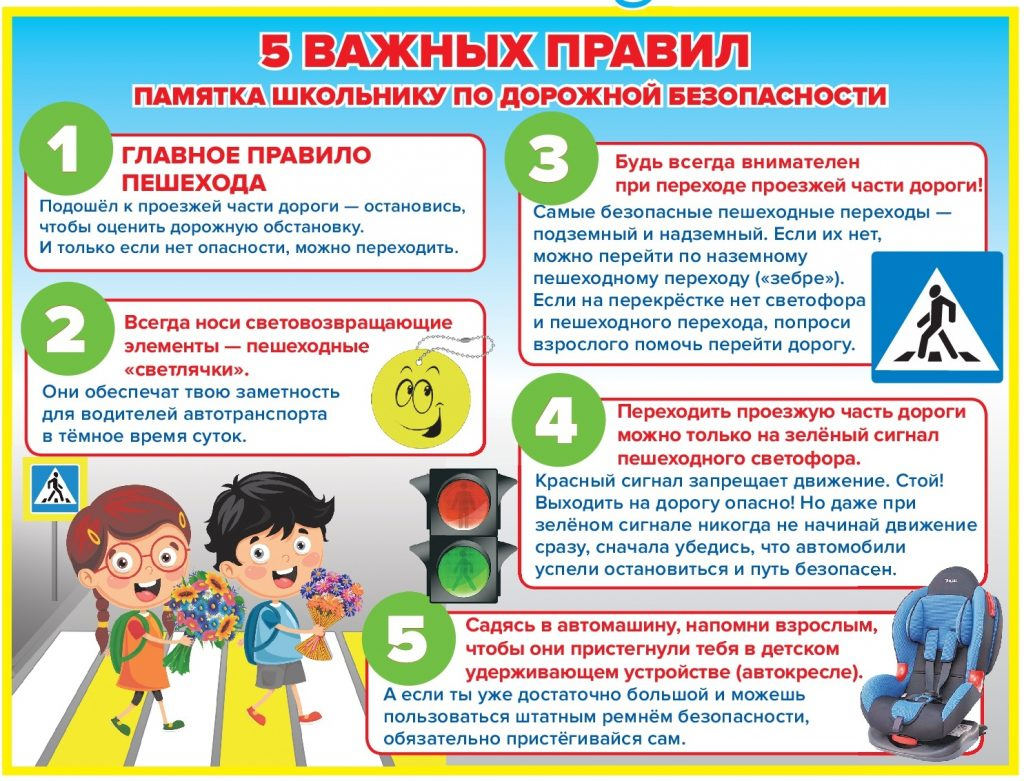 5 ВАЖНЫХ ПРАВИЛ
ПАМЯТКА ШКОЛЬНИКУ ПО ДОРОЖНОЙ БЕЗОПАСНОСТИ
1
ГЛАВНОЕ ПРАВИЛО
ПЕШЕХОДА
Подошёл к проезжей части дороги — остановись,
чтобы оценить дорожную обстановку.
И только если нет опасности, можно переходить.
2
Всегда носи световозвращающие
элементы — пешеходные
«светлячки».
Они обеспечат твою заметность
для водителей автотранспорта
в тёмное время суток.
3
Будь всегда внимателен
при переходе проезжей части дороги!
Самые безопасные пешеходные переходы —
подземный и надземный. Если их нет,
можно перейти по наземному
пешеходному переходу («зебре»).
Если на перекрёстке нет светофора
и пешеходного перехода, попроси
взрослого помочь перейти дорогу.
4
Переходить проезжую часть дороги
можно только на зелёный сигнал
пешеходного светофора.
Красный сигнал запрещает движение. Стой!
Выходить на дорогу опасно! Но даже при
зелёном сигнале никогда не начинай движение
сразу, сначала убедись, что автомобили
успели остановиться и путь безопасен.
5
Садясь в автомашину, напомни взрослым,
чтобы они пристегнули тебя в детском
удерживающем устройстве (автокресле).
А если ты уже достаточно большой и можешь
пользоваться штатным ремнём безопасности,
обязательно пристёгивайся сам.